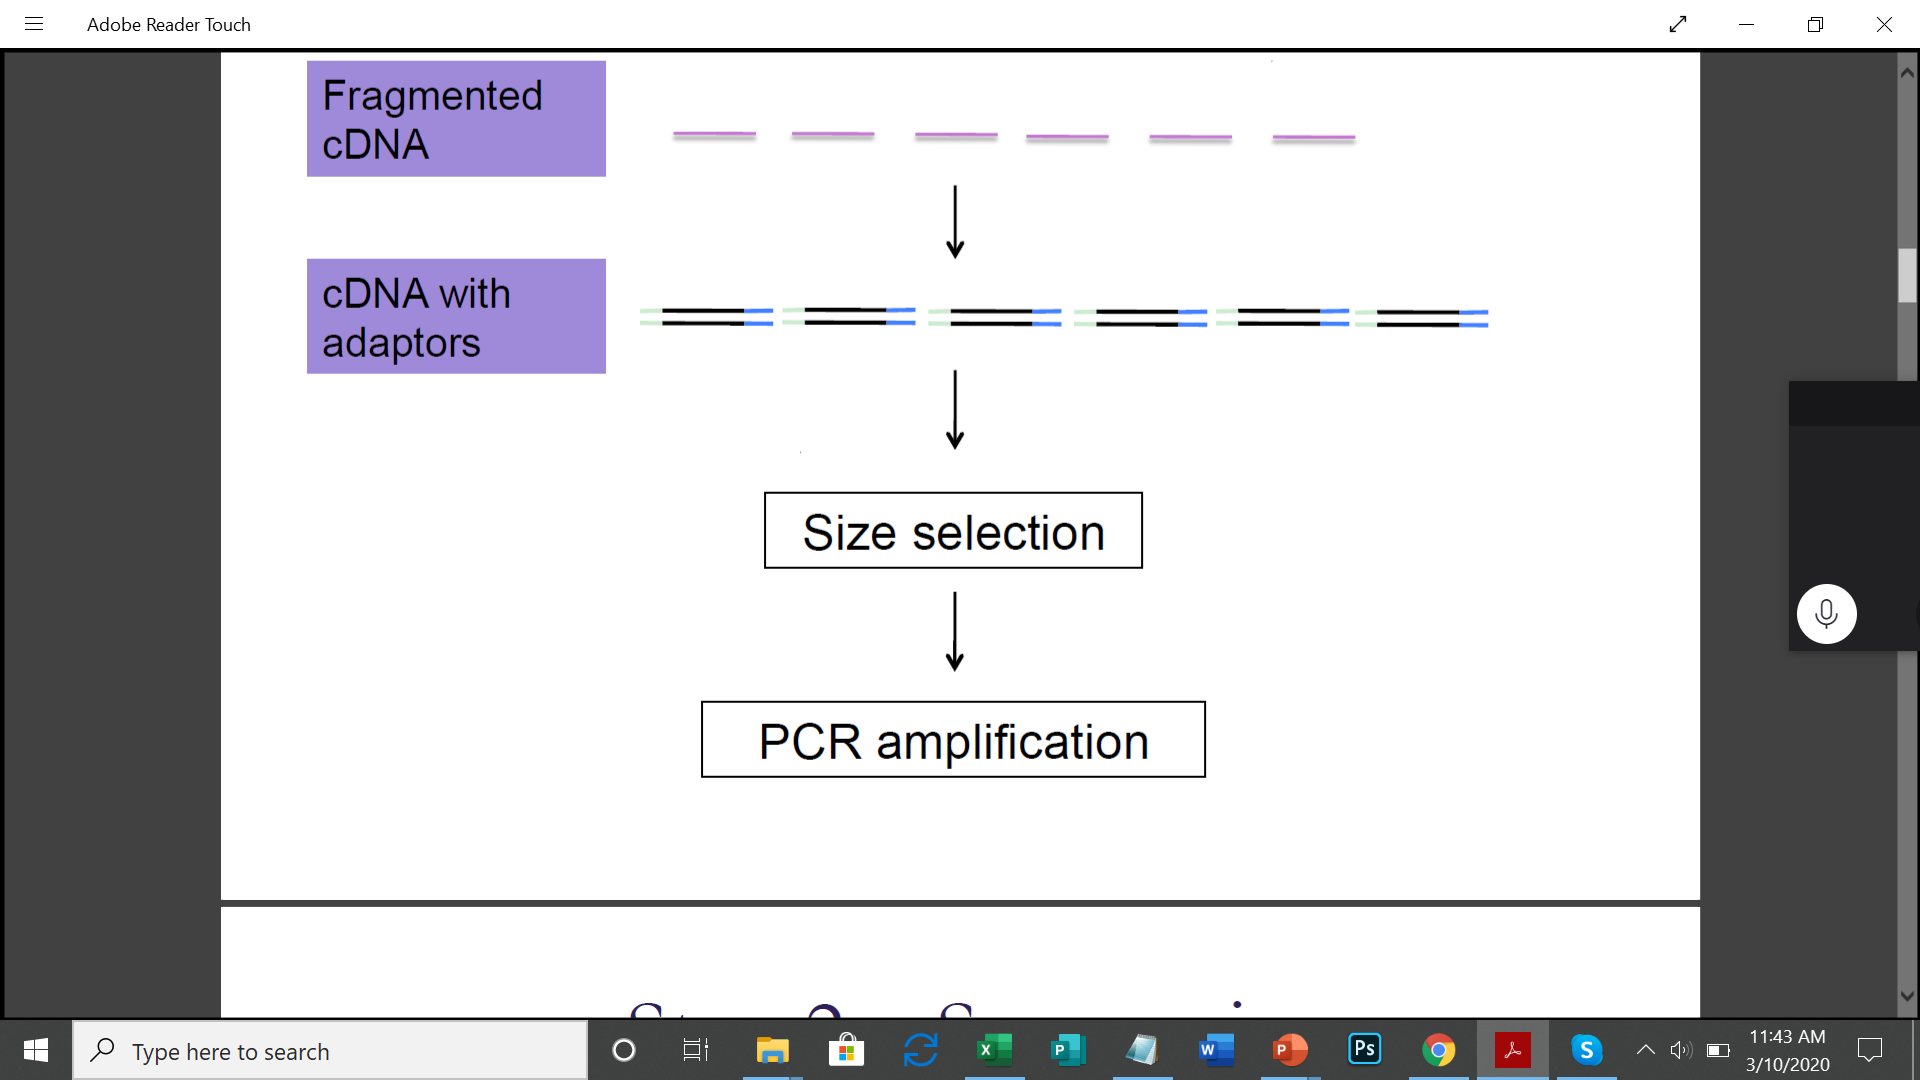 Adobe Reader Touch
Fragmented
cDNA
cDNA with
adaptors
Size selection
PCR amplification
Type here to search
11:43 AM
3/10/2020